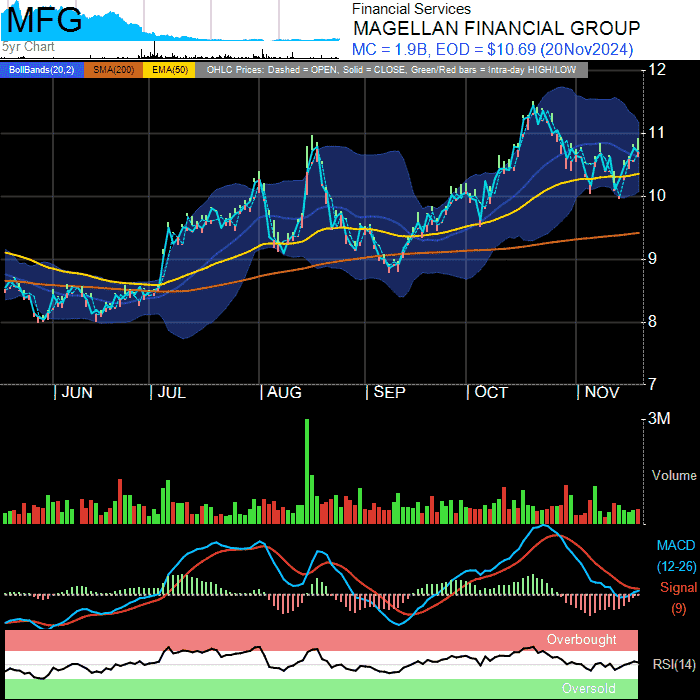 MFG
5yr Chart
Financial Services
MAGELLAN FINANCIAL GROUP
MC = 1.9B, EOD = $10.69 (20Nov2024)
BollBands(20,2) SMA(200) EMA(50) OHLC Prices: Dashed = OPEN, Solid = CLOSE, Green/Red bars = Intra-day HIGH/LOW
12
11
10
9
8
7
JUN JUL AUG SEP OCT NOV
3M
Volume
MACD
(12-26)
Signal
(9)
Overbought
RSI(14)
Oversold